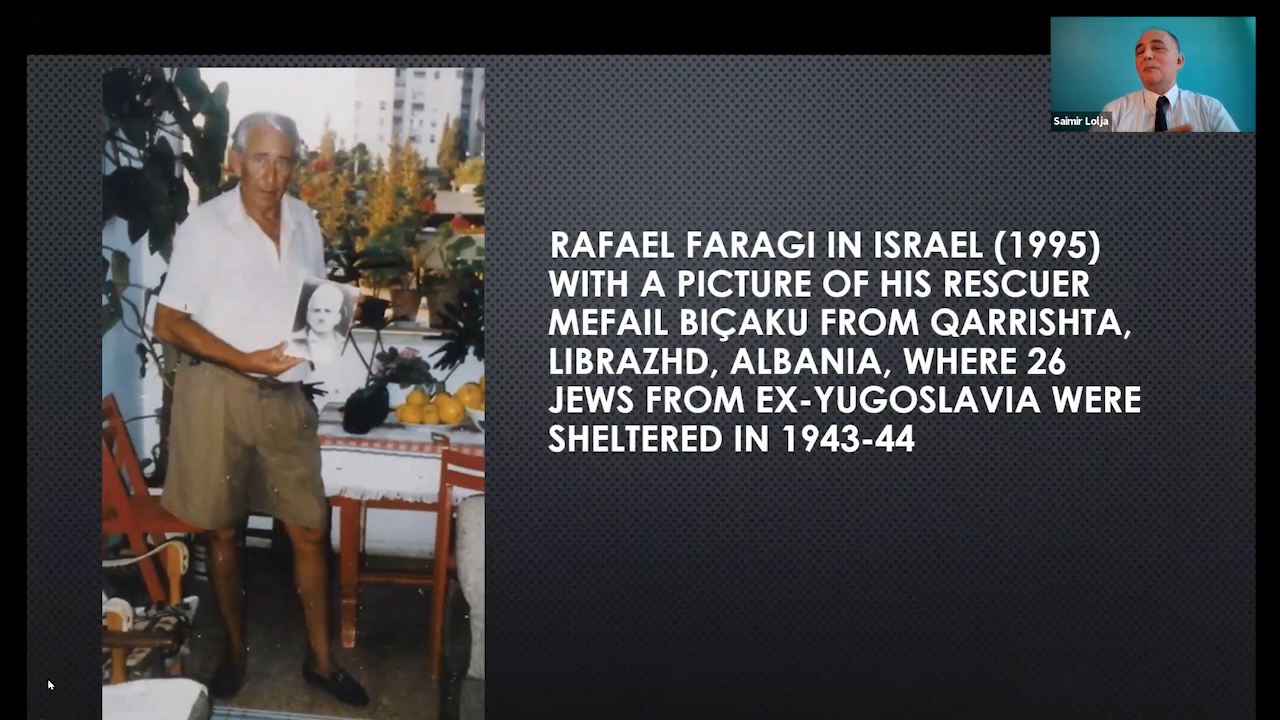 Saimir Lolja
RAFAEL FARAGI IN ISRAEL (1995)
WITH A PICTURE OF HIS RESCUER
MEFAIL BIÇAKU FROM QARRISHTA,
LIBRAZHD, ALBANIA, WHERE 26
JEWS FROM EX-YUGOSLAVIA WERE
SHELTERED IN 1943-44